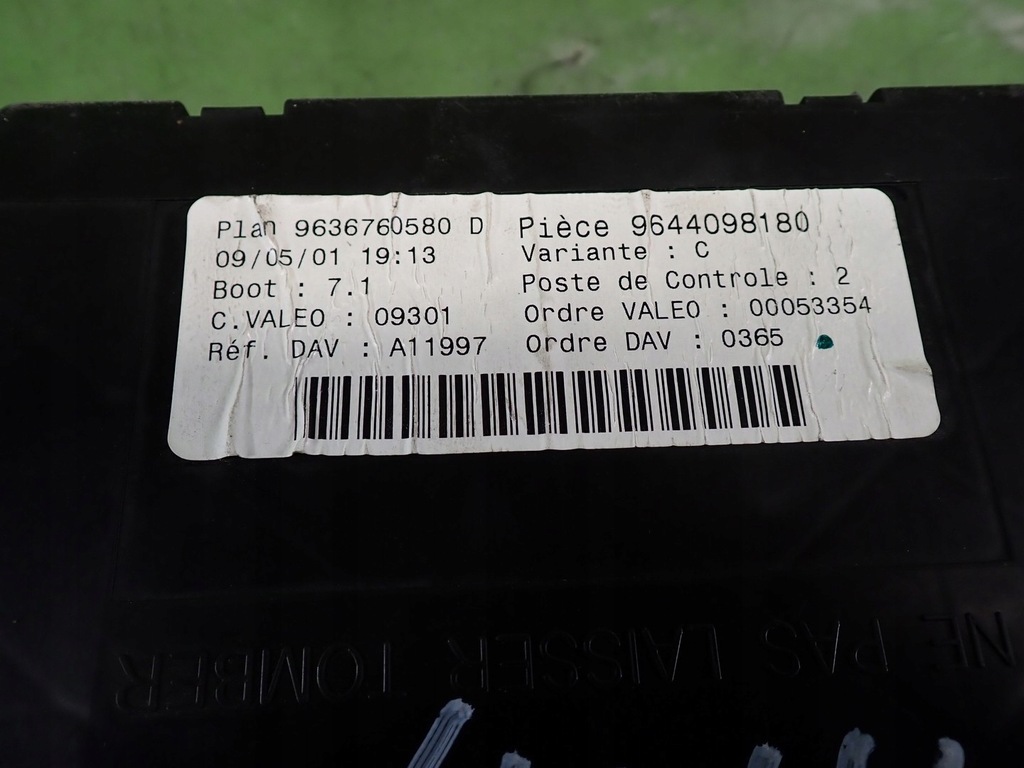 Plan 9636760580 D Pièce 9644098180
09/05/01 19:13 Variante : C
Boot : 7.1 Poste de Controle : 2
C.VALEO : 09301 Ordre VALEO : 00053354
Réf. DAV : A11997 Ordre DAV : 0365
NE PAS LAISSER TOMBER